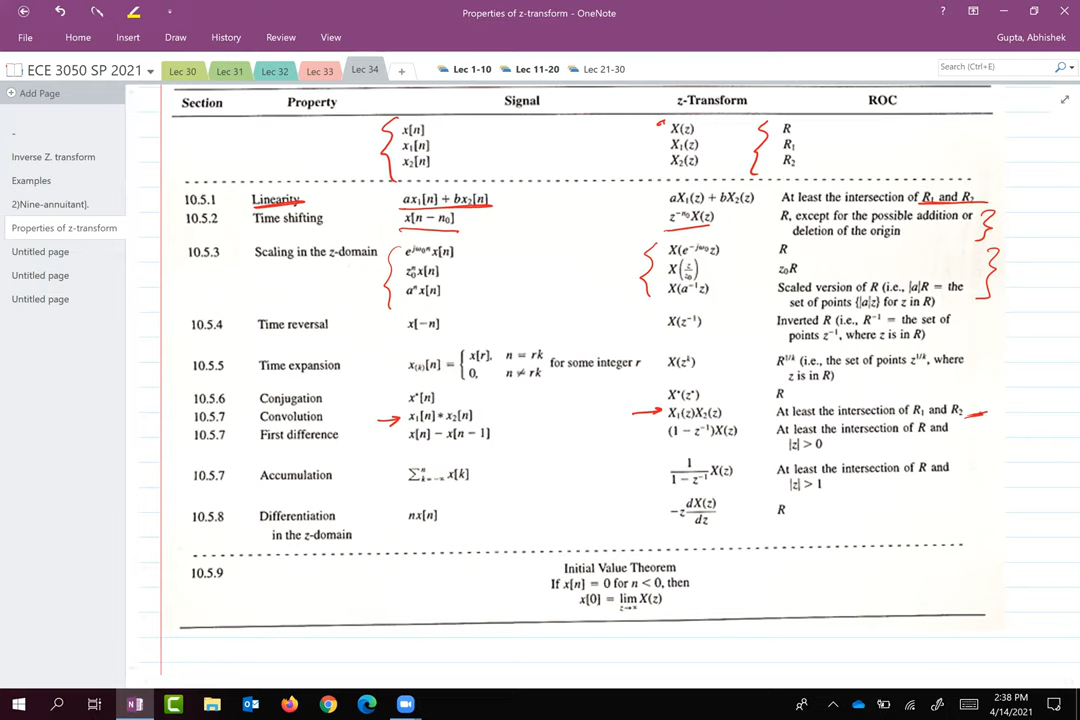 Properties of z-transform - OneNote
?
File Home Insert Draw History Review View Gupta, Abhishek
ECE 3050 SP 2021 Lec 30 Lec 31 Lec 32 Lec 33 Lec 34 + Lec 1-10 Lec 11-20 Lec 21-30 Search (Ctrl+E)
Add Page
-
Inverse Z. transform
Examples
2)Nine-annuitant].
Properties of z-transform
Untitled page
Untitled page
Untitled page
Section Property Signal z-Transform ROC
x[n] X(z) R
x₁[n] X₁(z) R₁
x₂[n] X₂(z) R₂
10.5.1 Linearity ax₁[n] + bx₂[n] aX₁(z) + bX₂(z) At least the intersection of R₁ and R₂
10.5.2 Time shifting x[n − n₀] z^{−n₀}X(z) R, except for the possible addition or
deletion of the origin
10.5.3 Scaling in the z-domain e^{jω₀n}x[n] X(e^{−jω₀}z) R
z₀ⁿx[n] X(z/z₀) z₀R
aⁿx[n] X(a⁻¹z) Scaled version of R (i.e., |a|R = the
set of points {|a|z} for z in R)
10.5.4 Time reversal x[−n] X(z⁻¹) Inverted R (i.e., R⁻¹ = the set of
points z⁻¹, where z is in R)
10.5.5 Time expansion x₍ₖ₎[n] = { x[r], n = rk
0, n ≠ rk for some integer r X(zᵏ) R^{1/k} (i.e., the set of points z^{1/k}, where
z is in R)
10.5.6 Conjugation x*[n] X*(z*) R
10.5.7 Convolution x₁[n] * x₂[n] X₁(z)X₂(z) At least the intersection of R₁ and R₂
10.5.7 First difference x[n] − x[n − 1] (1 − z⁻¹)X(z) At least the intersection of R and
|z| > 0
10.5.7 Accumulation ∑ⁿₖ₌₋∞ x[k] 1/(1 − z⁻¹) X(z) At least the intersection of R and
|z| > 1
10.5.8 Differentiation nx[n] −z dX(z)/dz R
in the z-domain
10.5.9 Initial Value Theorem
If x[n] = 0 for n < 0, then
x[0] = lim X(z)
z→∞
2:38 PM
4/14/2021